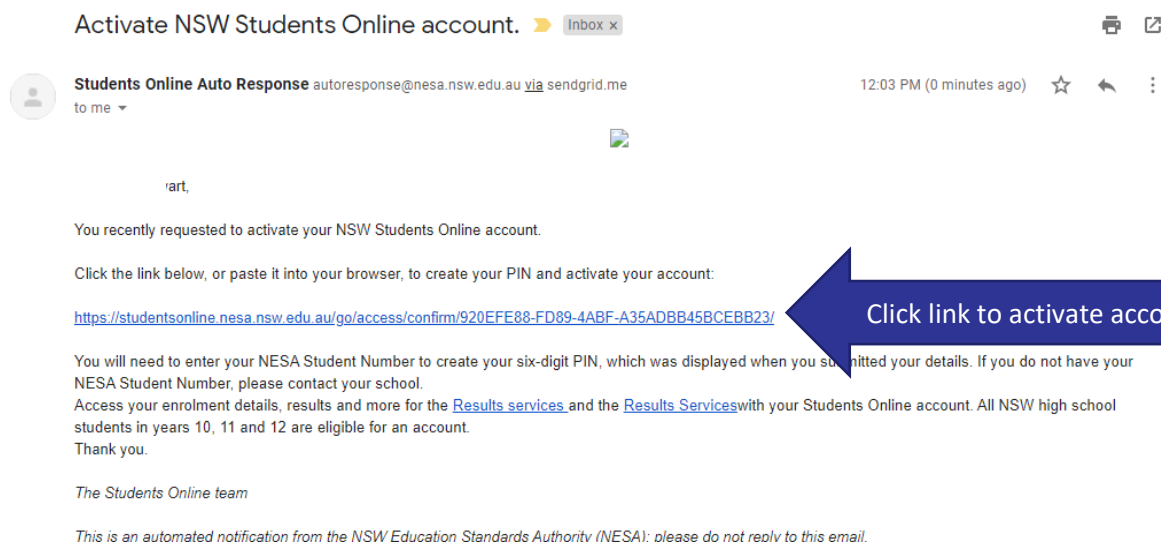 Activate NSW Students Online account. Inbox x
Students Online Auto Response autoresponse@nesa.nsw.edu.au via sendgrid.me 12:03 PM (0 minutes ago)
to me
art,
You recently requested to activate your NSW Students Online account.
Click the link below, or paste it into your browser, to create your PIN and activate your account:
https://studentsonline.nesa.nsw.edu.au/go/access/confirm/920EFE88-FD89-4ABF-A35ADBB45BCEBB23/
Click link to activate acco
You will need to enter your NESA Student Number to create your six-digit PIN, which was displayed when you su mitted your details. If you do not have your
NESA Student Number, please contact your school.
Access your enrolment details, results and more for the Results services and the Results Serviceswith your Students Online account. All NSW high school
students in years 10, 11 and 12 are eligible for an account.
Thank you.
The Students Online team
This is an automated notification from the NSW Education Standards Authority (NESA); please do not reply to this email.